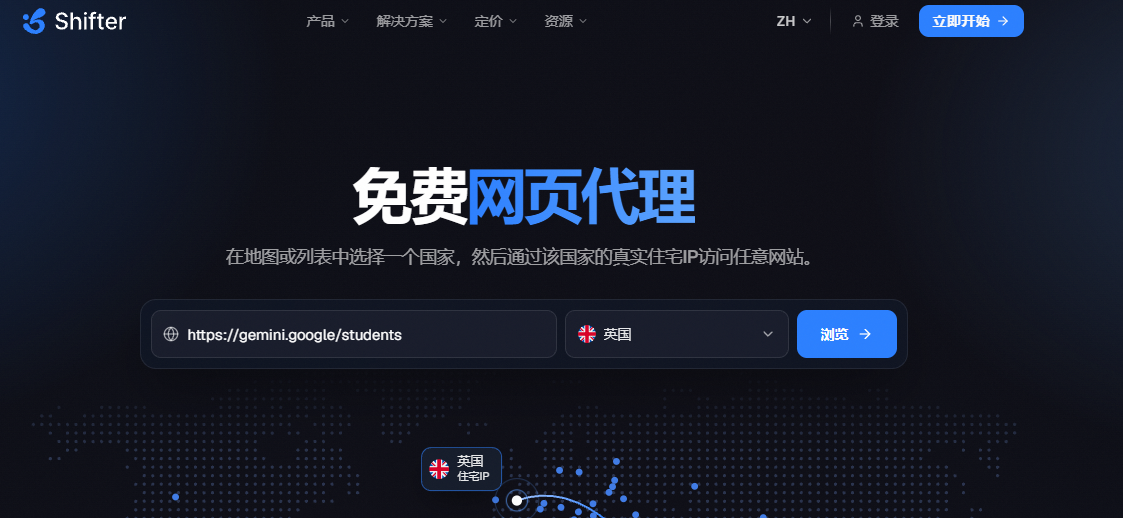 Shifter 产品 解决方案 定价 资源 ZH 登录 立即开始
免费网页代理
在地图或列表中选择一个国家，然后通过该国家的真实住宅IP访问任意网站。
https://gemini.google/students 英国 浏览
英国
住宅IP